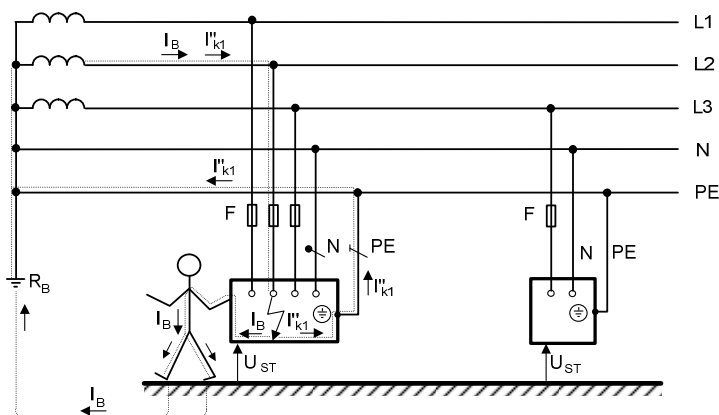 L1
I_B I"_k1
L2
L3
N
I"_k1
PE
F
N PE
F
N PE
I"_k1
R_B
I_B
I_B I"_k1
U_ST
U_ST
I_B